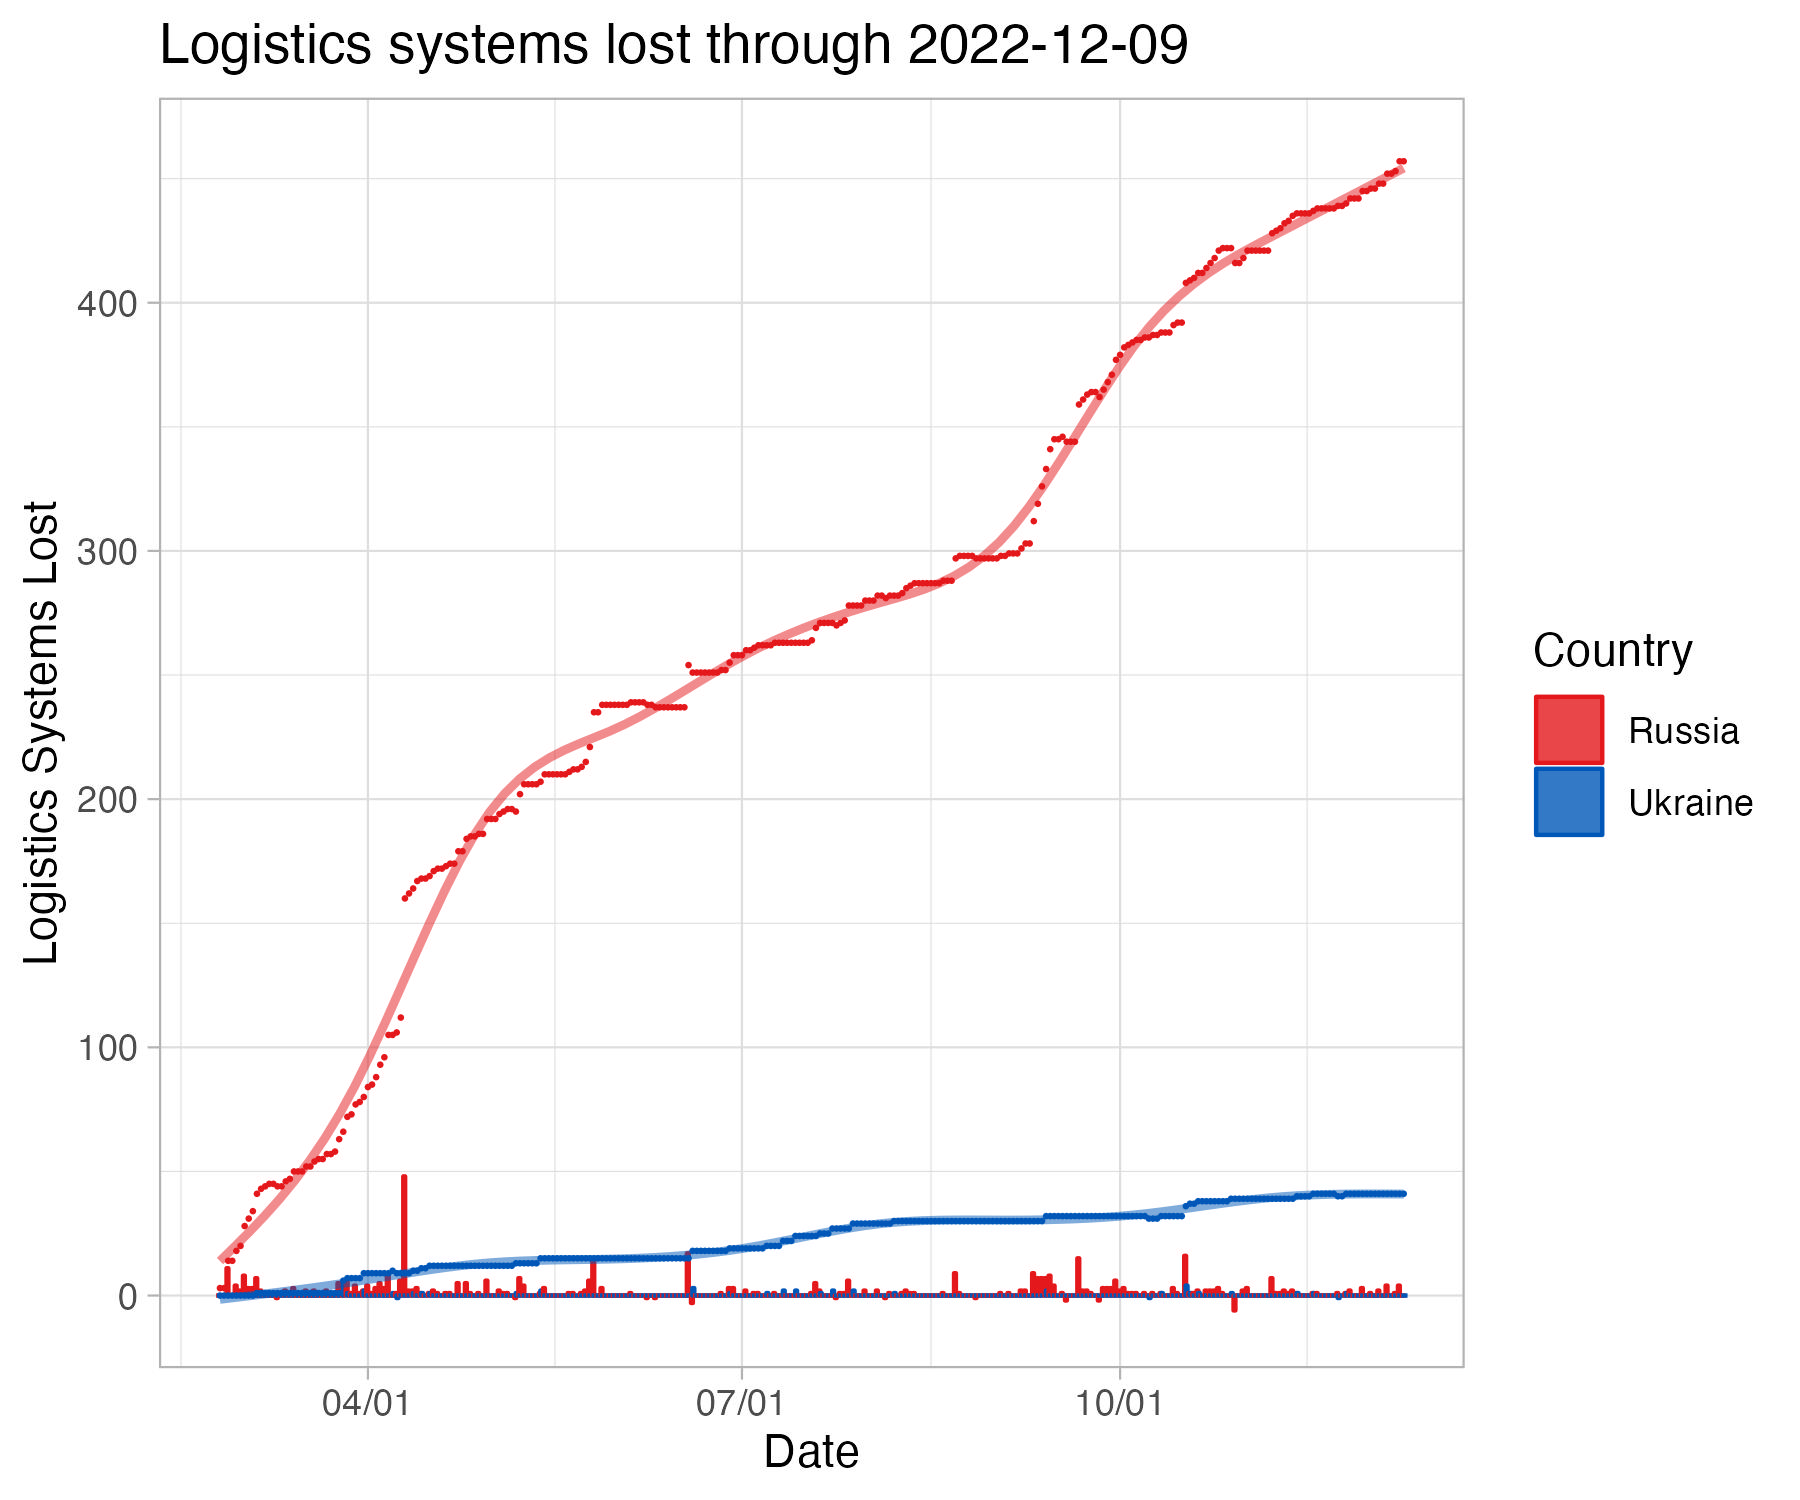 Logistics systems lost through 2022-12-09
Logistics Systems Lost
400
300
200
100
0
04/01
07/01
10/01
Date
Country
Russia
Ukraine